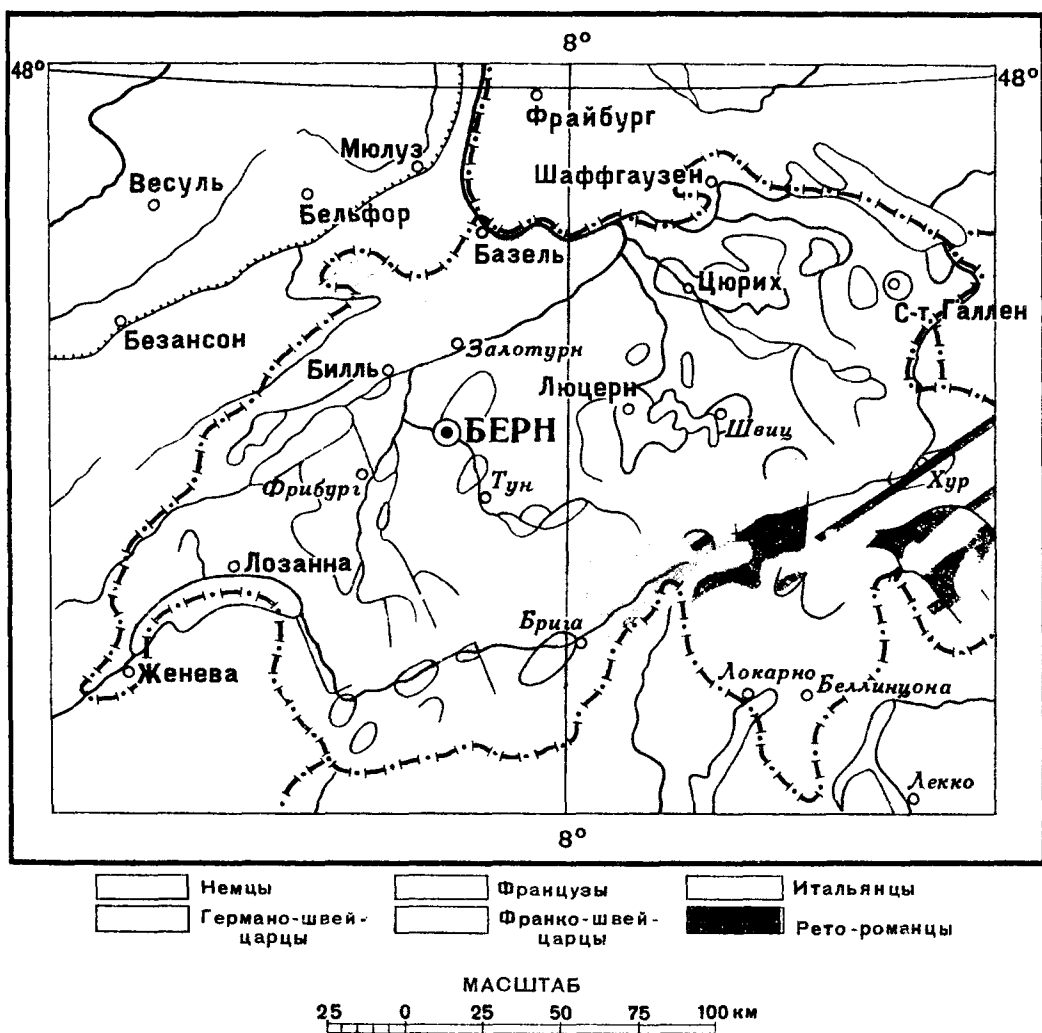 8°
48°
48°
Фрайбург
Мюлуз
Шаффгаузен
Весуль
Бельфор
Базель
Цюрих
С-т. Галлен
Безансон
Залотурн
Билль
Люцерн
Швиц
БЕРН
Хур
Фрибург
Тун
Лозанна
Брига
Женева
Локарно
Беллинцона
Лекко
8°
Немцы
Французы
Итальянцы
Германо-швей-
царцы
Франко-швей-
царцы
Рето-романцы
МАСШТАБ
25 0 25 50 75 100 км